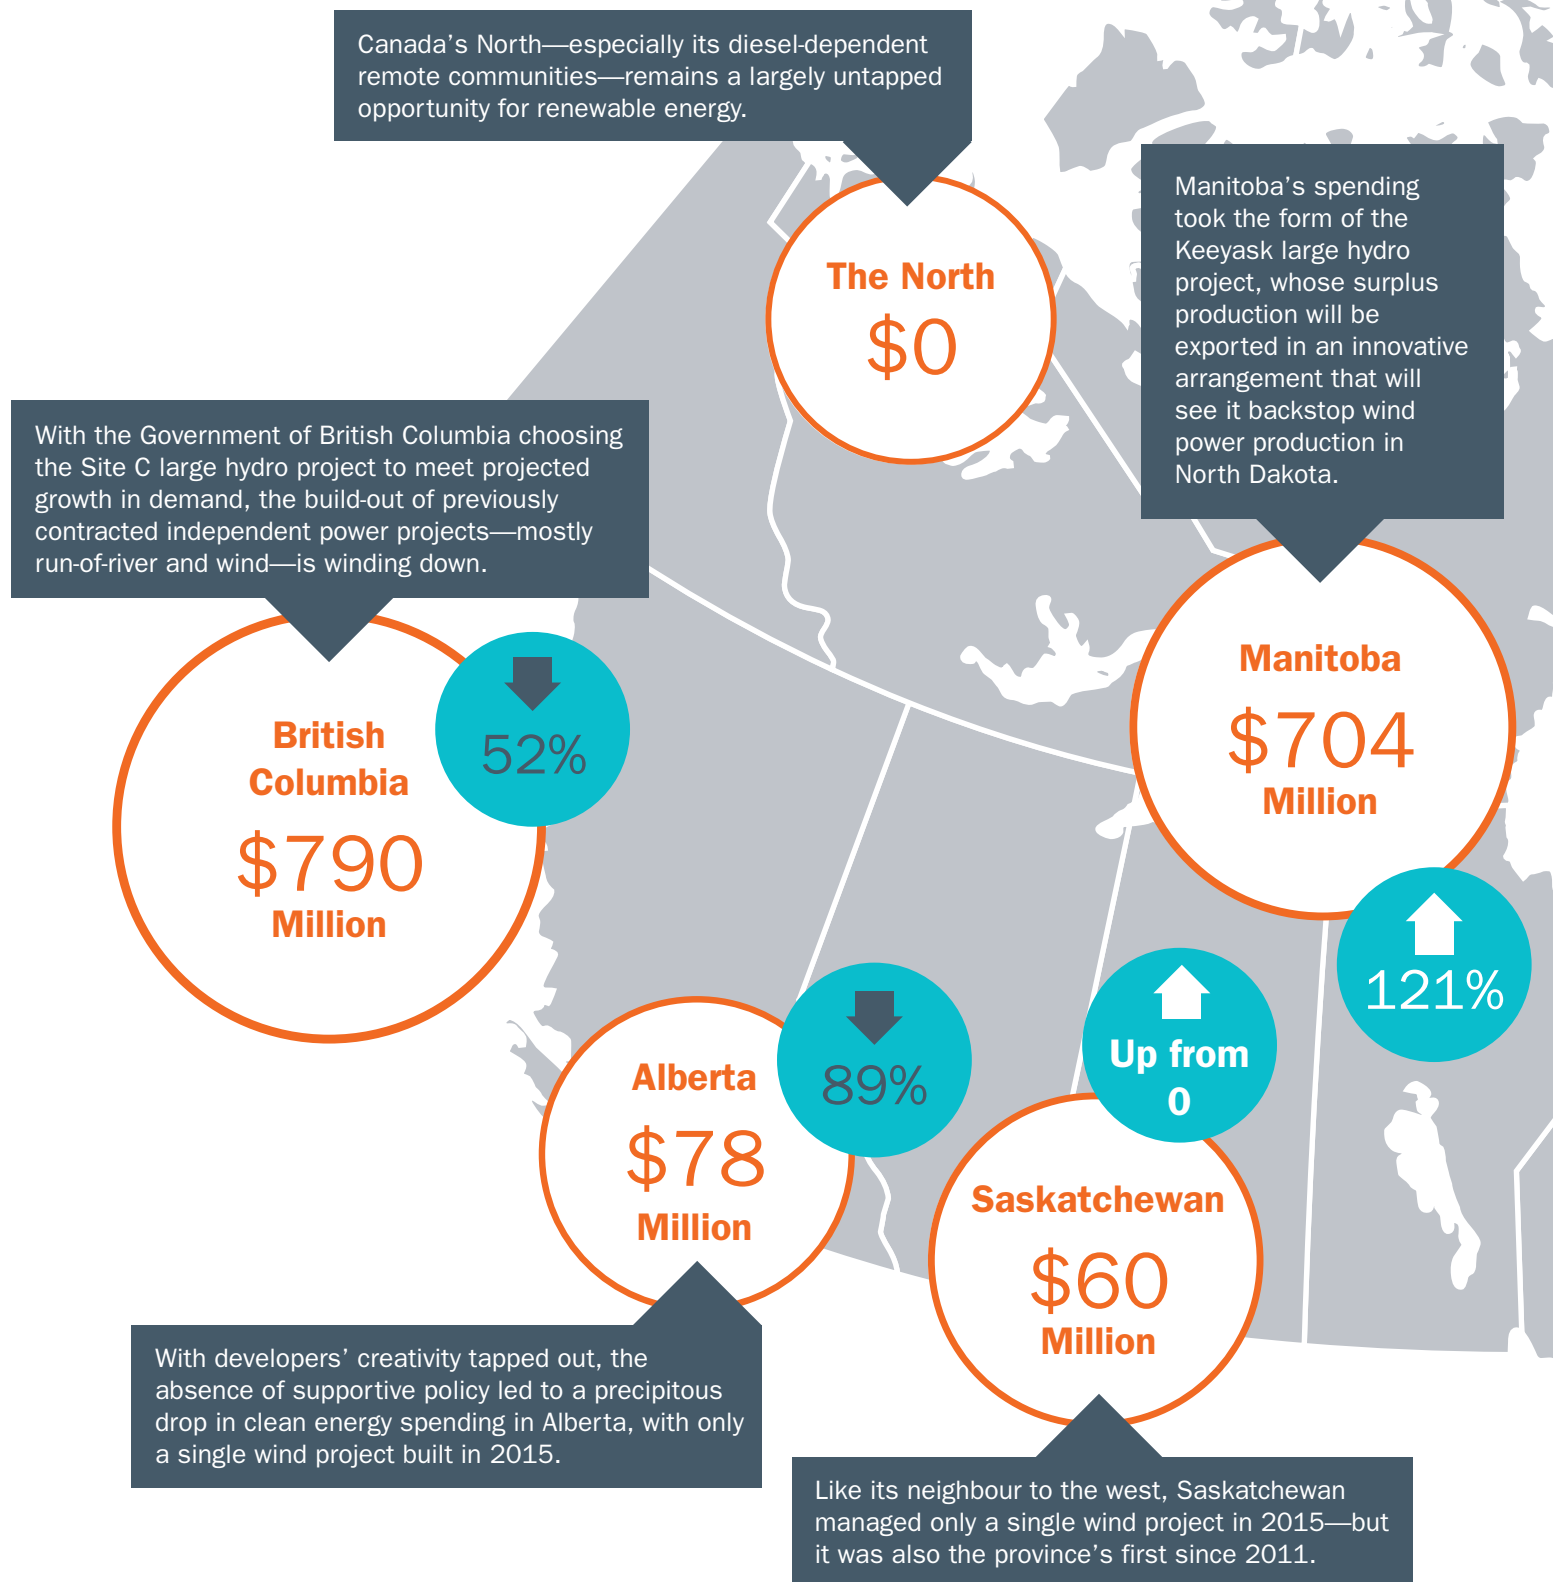 Canada’s North—especially its diesel-dependent
remote communities—remains a largely untapped
opportunity for renewable energy.
The North
$0
Manitoba’s spending
took the form of the
Keeyask large hydro
project, whose surplus
production will be
exported in an innovative
arrangement that will
see it backstop wind
power production in
North Dakota.
With the Government of British Columbia choosing
the Site C large hydro project to meet projected
growth in demand, the build-out of previously
contracted independent power projects—mostly
run-of-river and wind—is winding down.
British
Columbia
$790
Million
52%
Manitoba
$704
Million
121%
Alberta
$78
Million
89%
Up from
0
Saskatchewan
$60
Million
With developers’ creativity tapped out, the
absence of supportive policy led to a precipitous
drop in clean energy spending in Alberta, with only
a single wind project built in 2015.
Like its neighbour to the west, Saskatchewan
managed only a single wind project in 2015—but
it was also the province’s first since 2011.